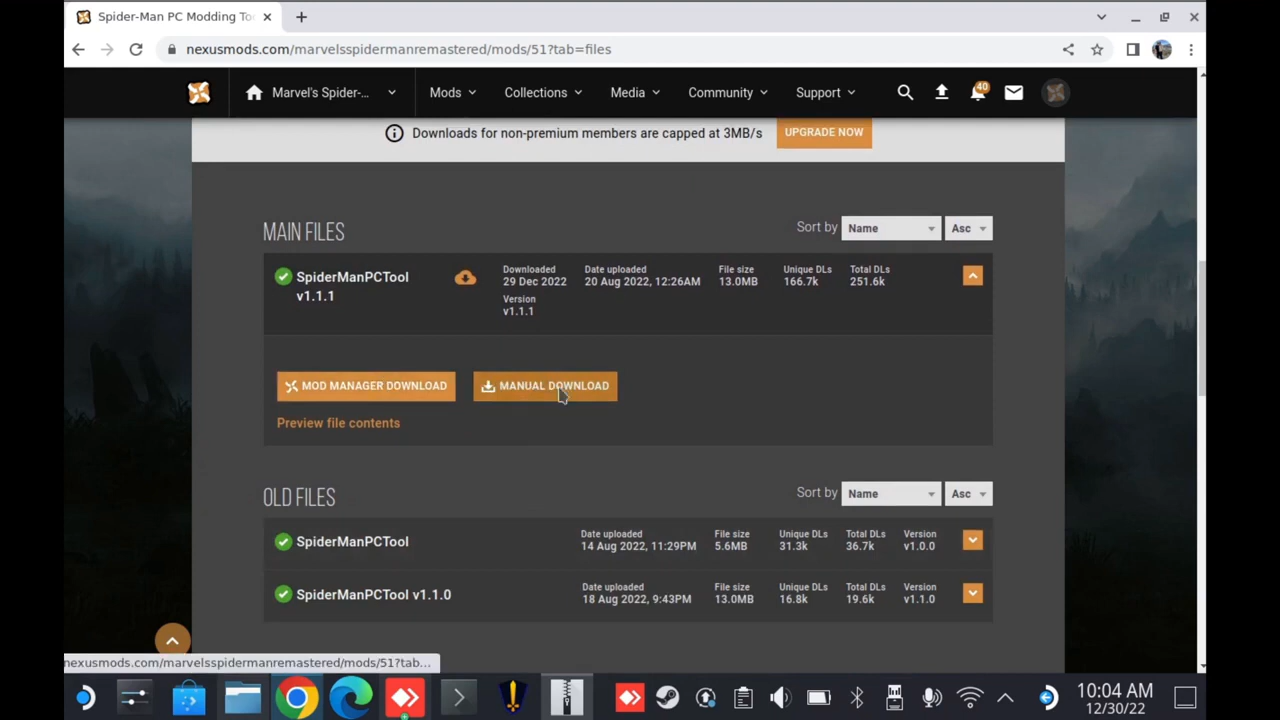 Spider-Man PC Modding To
nexusmods.com/marvelsspidermanremastered/mods/51?tab=files
Marvel's Spider-...
Mods
Collections
Media
Community
Support
40
Downloads for non-premium members are capped at 3MB/s
UPGRADE NOW
MAIN FILES
Sort by
Name
Asc
SpiderManPCTool
v1.1.1
Downloaded
29 Dec 2022
Date uploaded
20 Aug 2022, 12:26AM
File size
13.0MB
Unique DLs
166.7k
Total DLs
251.6k
Version
v1.1.1
MOD MANAGER DOWNLOAD
MANUAL DOWNLOAD
Preview file contents
OLD FILES
Sort by
Name
Asc
SpiderManPCTool
Date uploaded
14 Aug 2022, 11:29PM
File size
5.6MB
Unique DLs
31.3k
Total DLs
36.7k
Version
v1.0.0
SpiderManPCTool v1.1.0
Date uploaded
18 Aug 2022, 9:43PM
File size
13.0MB
Unique DLs
16.8k
Total DLs
19.6k
Version
v1.1.0
nexusmods.com/marvelsspidermanremastered/mods/51?tab...
10:04 AM
12/30/22